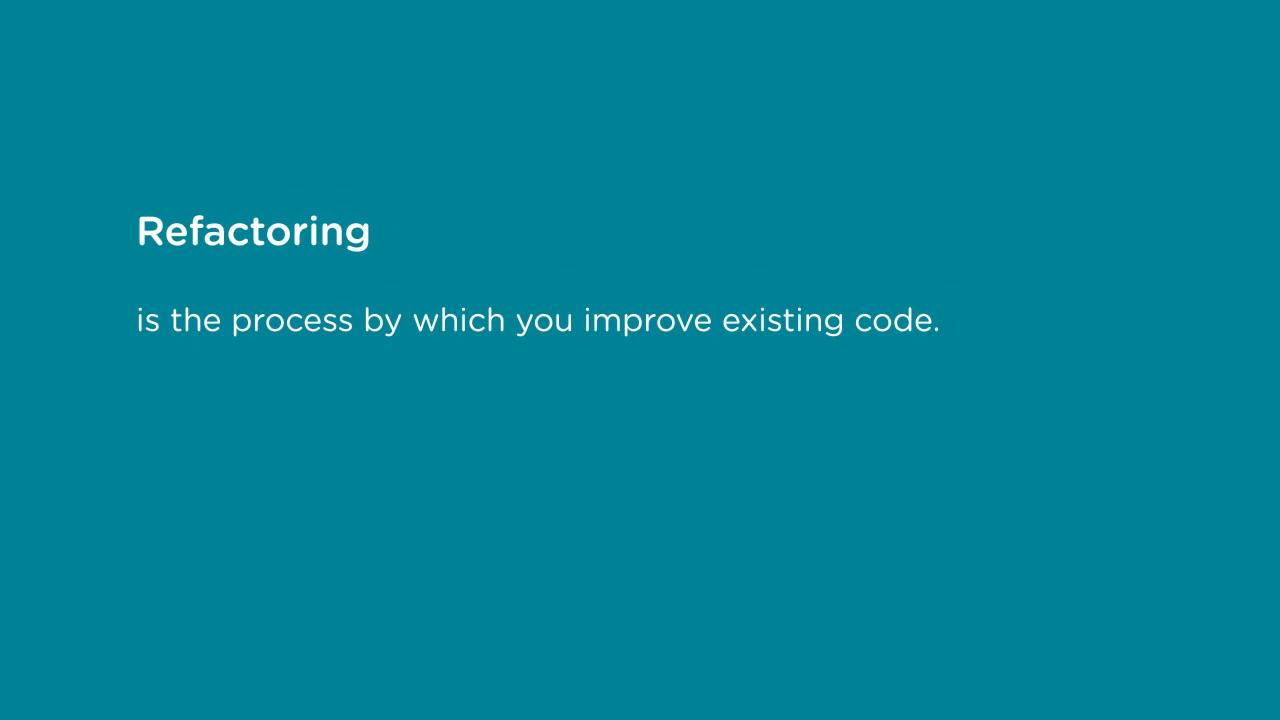 Refactoring
is the process by which you improve existing code.